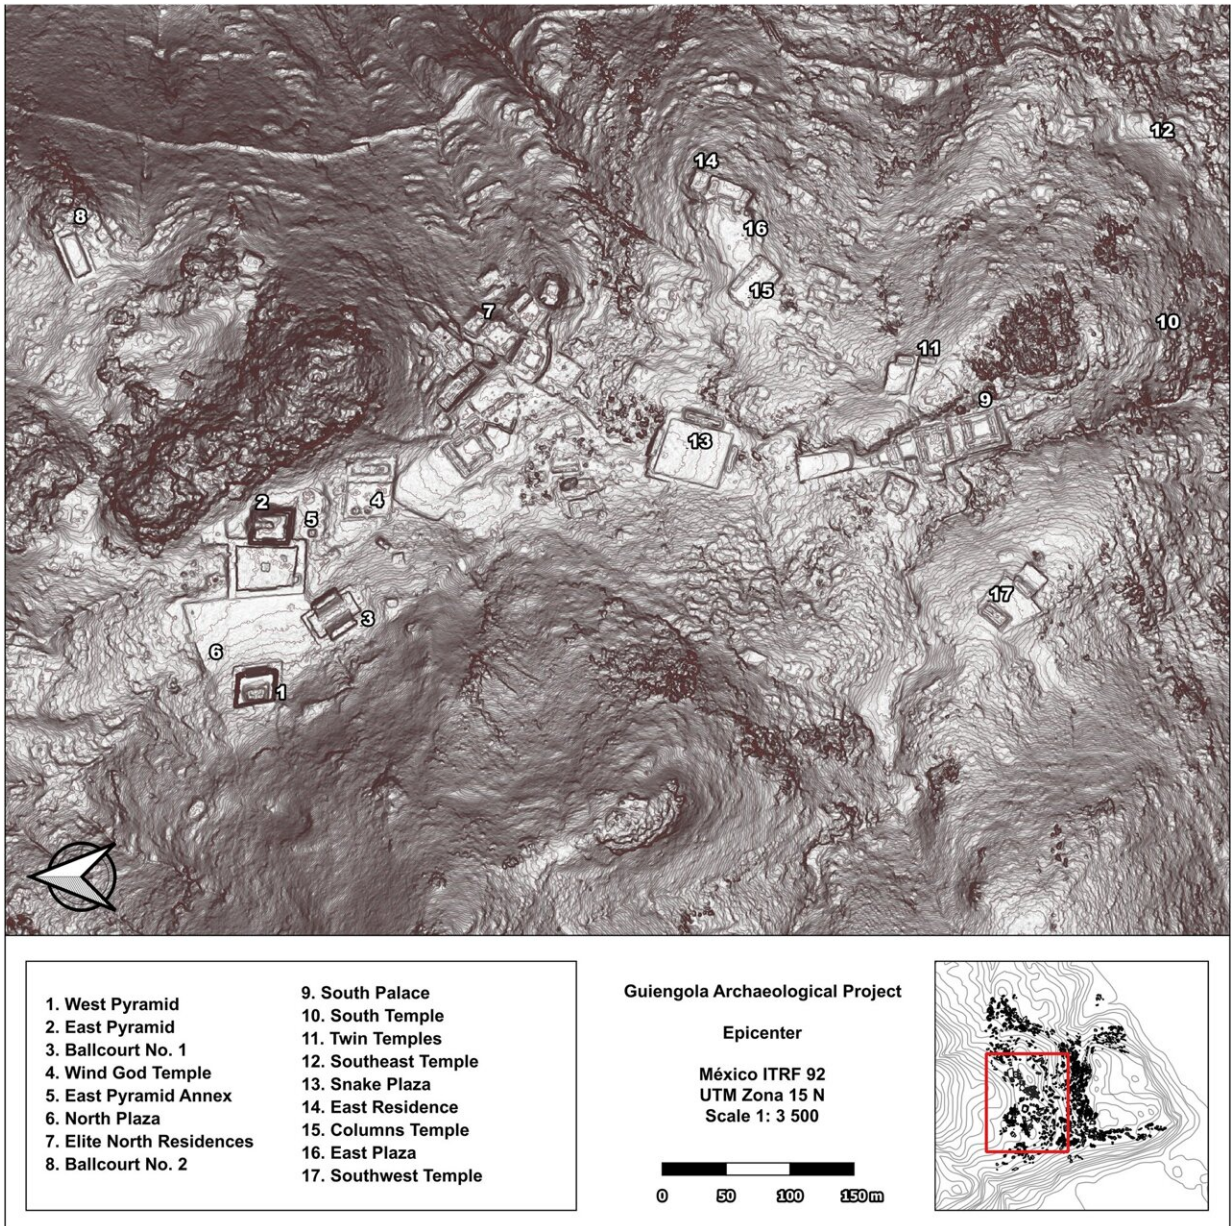 12
14
8
16
15
7
10
11
9
13
2
4
5
17
3
6
1
1. West Pyramid
2. East Pyramid
3. Ballcourt No. 1
4. Wind God Temple
5. East Pyramid Annex
6. North Plaza
7. Elite North Residences
8. Ballcourt No. 2
9. South Palace
10. South Temple
11. Twin Temples
12. Southeast Temple
13. Snake Plaza
14. East Residence
15. Columns Temple
16. East Plaza
17. Southwest Temple
Guiengola Archaeological Project
Epicenter
México ITRF 92
UTM Zona 15 N
Scale 1: 3 500
0 50 100 150 m